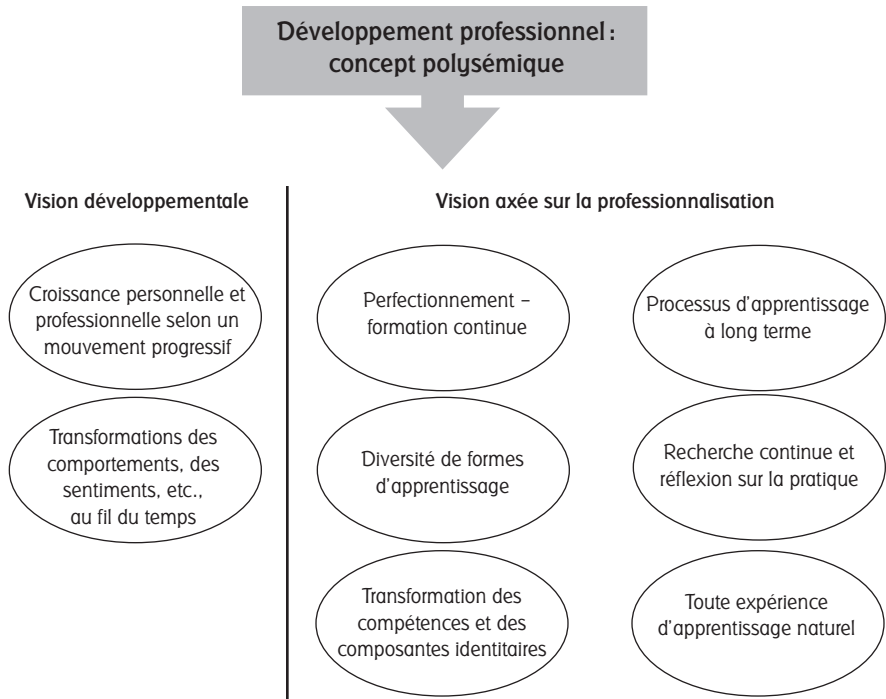 Développement professionnel :
concept polysémique
Vision développementale
Croissance personnelle et
professionnelle selon un
mouvement progressif
Transformations des
comportements, des
sentiments, etc.,
au fil du temps
Vision axée sur la professionnalisation
Perfectionnement –
formation continue
Processus d'apprentissage
à long terme
Diversité de formes
d'apprentissage
Recherche continue et
réflexion sur la pratique
Transformation des
compétences et des
composantes identitaires
Toute expérience
d'apprentissage naturel